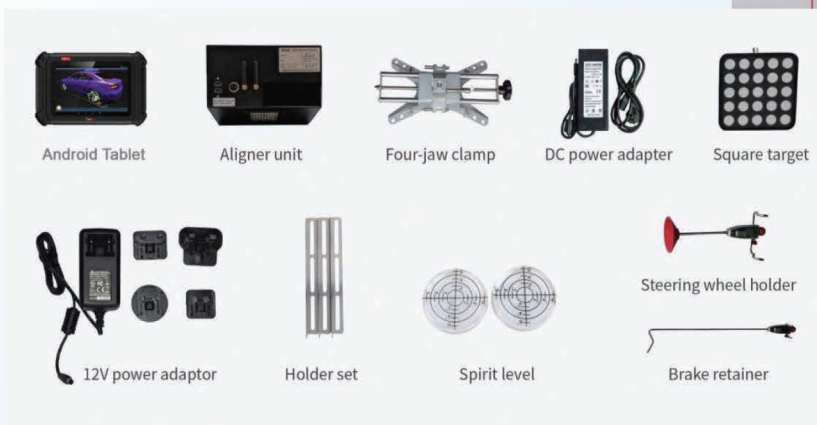 Android Tablet
Aligner unit
Four-jaw clamp
DC power adapter
Square target
12V power adaptor
Holder set
Spirit level
Steering wheel holder
Brake retainer